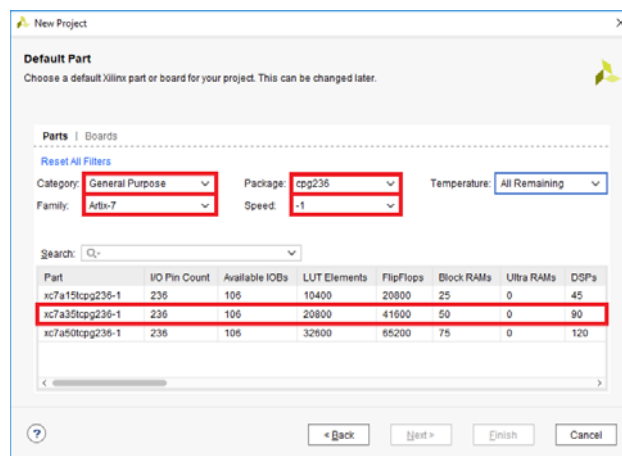 New Project
Default Part
Choose a default Xilinx part or board for your project. This can be changed later.
Parts | Boards
Reset All Filters
Category: General Purpose Package: cpg236 Temperature: All Remaining
Family: Artix-7 Speed: -1
Search: Q-
Part I/O Pin Count Available IOBs LUT Elements FlipFlops Block RAMs Ultra RAMs DSPs
xc7a15tcpg236-1 236 106 10400 20800 25 0 45
xc7a35tcpg236-1 236 106 20800 41600 50 0 90
xc7a50tcpg236-1 236 106 32600 65200 75 0 120
? < Back Next > Finish Cancel